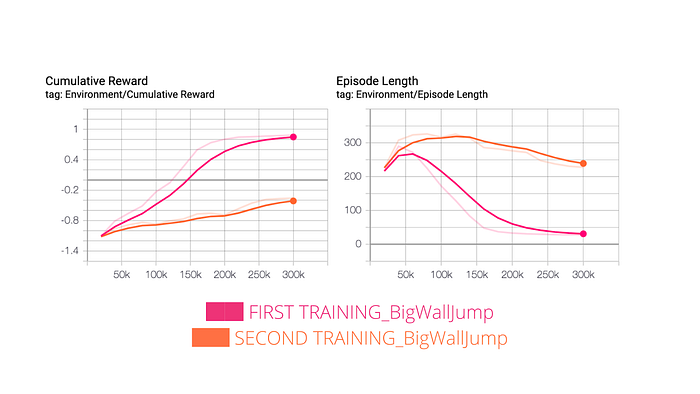 Cumulative Reward
tag: Environment/Cumulative Reward
1
0.4
-0.2
-0.8
-1.4
50k 100k 150k 200k 250k 300k
Episode Length
tag: Environment/Episode Length
300
200
100
0
50k 100k 150k 200k 250k 300k
FIRST TRAINING_BigWallJump
SECOND TRAINING_BigWallJump